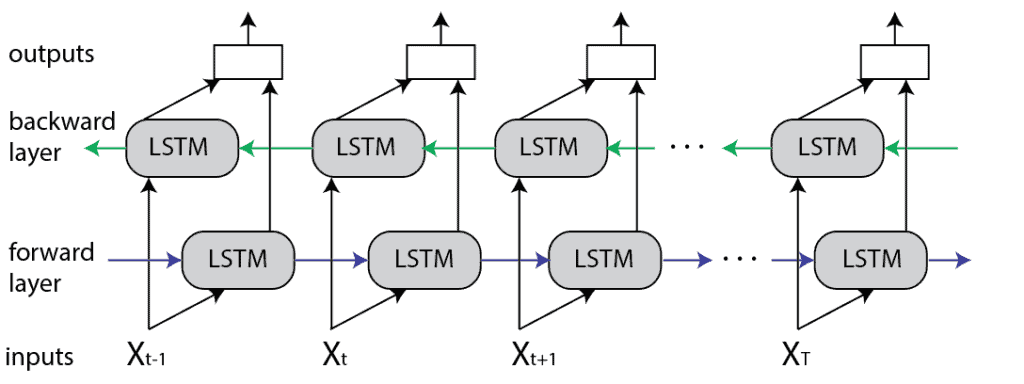 outputs
backward
layer
LSTM LSTM LSTM ... LSTM
forward
layer
LSTM LSTM LSTM ... LSTM
inputs Xt-1 Xt Xt+1 XT